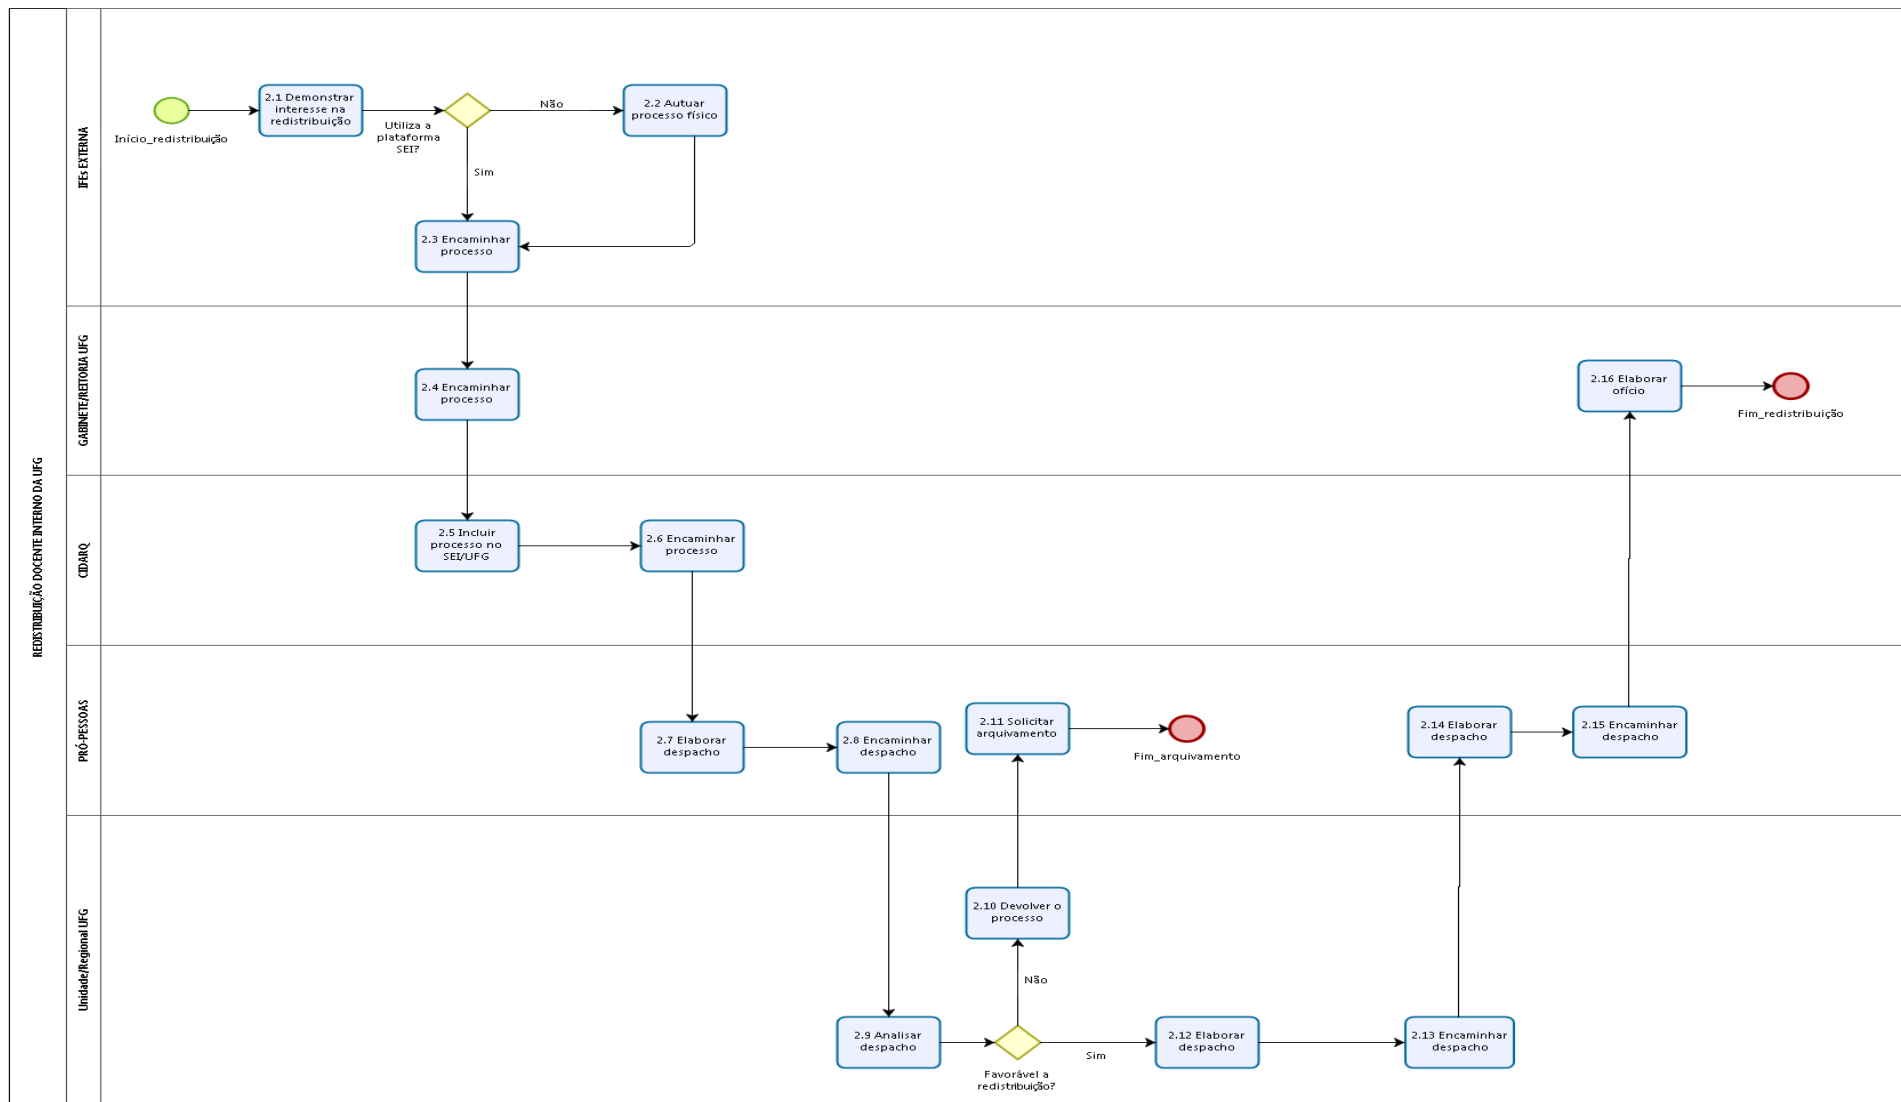 REDISTRIBUIÇÃO DOCENTE INTERNO DA UFG
IFEs EXTERNA
Início_redistribuição
2.1 Demonstrar
interesse na
redistribuição
Utiliza a
plataforma
SEI?
Não
2.2 Autuar
processo físico
Sim
2.3 Encaminhar
processo
GABINETE/REITORIA UFG
2.4 Encaminhar
processo
2.16 Elaborar
ofício
Fim_redistribuição
CIDARQ
2.5 Incluir
processo no
SEI/UFG
2.6 Encaminhar
processo
PRÓ-PESSOAS
2.7 Elaborar
despacho
2.8 Encaminhar
despacho
2.11 Solicitar
arquivamento
Fim_arquivamento
2.14 Elaborar
despacho
2.15 Encaminhar
despacho
Unidade/Regional UFG
2.10 Devolver o
processo
Não
2.9 Analisar
despacho
Favorável a
redistribuição?
Sim
2.12 Elaborar
despacho
2.13 Encaminhar
despacho